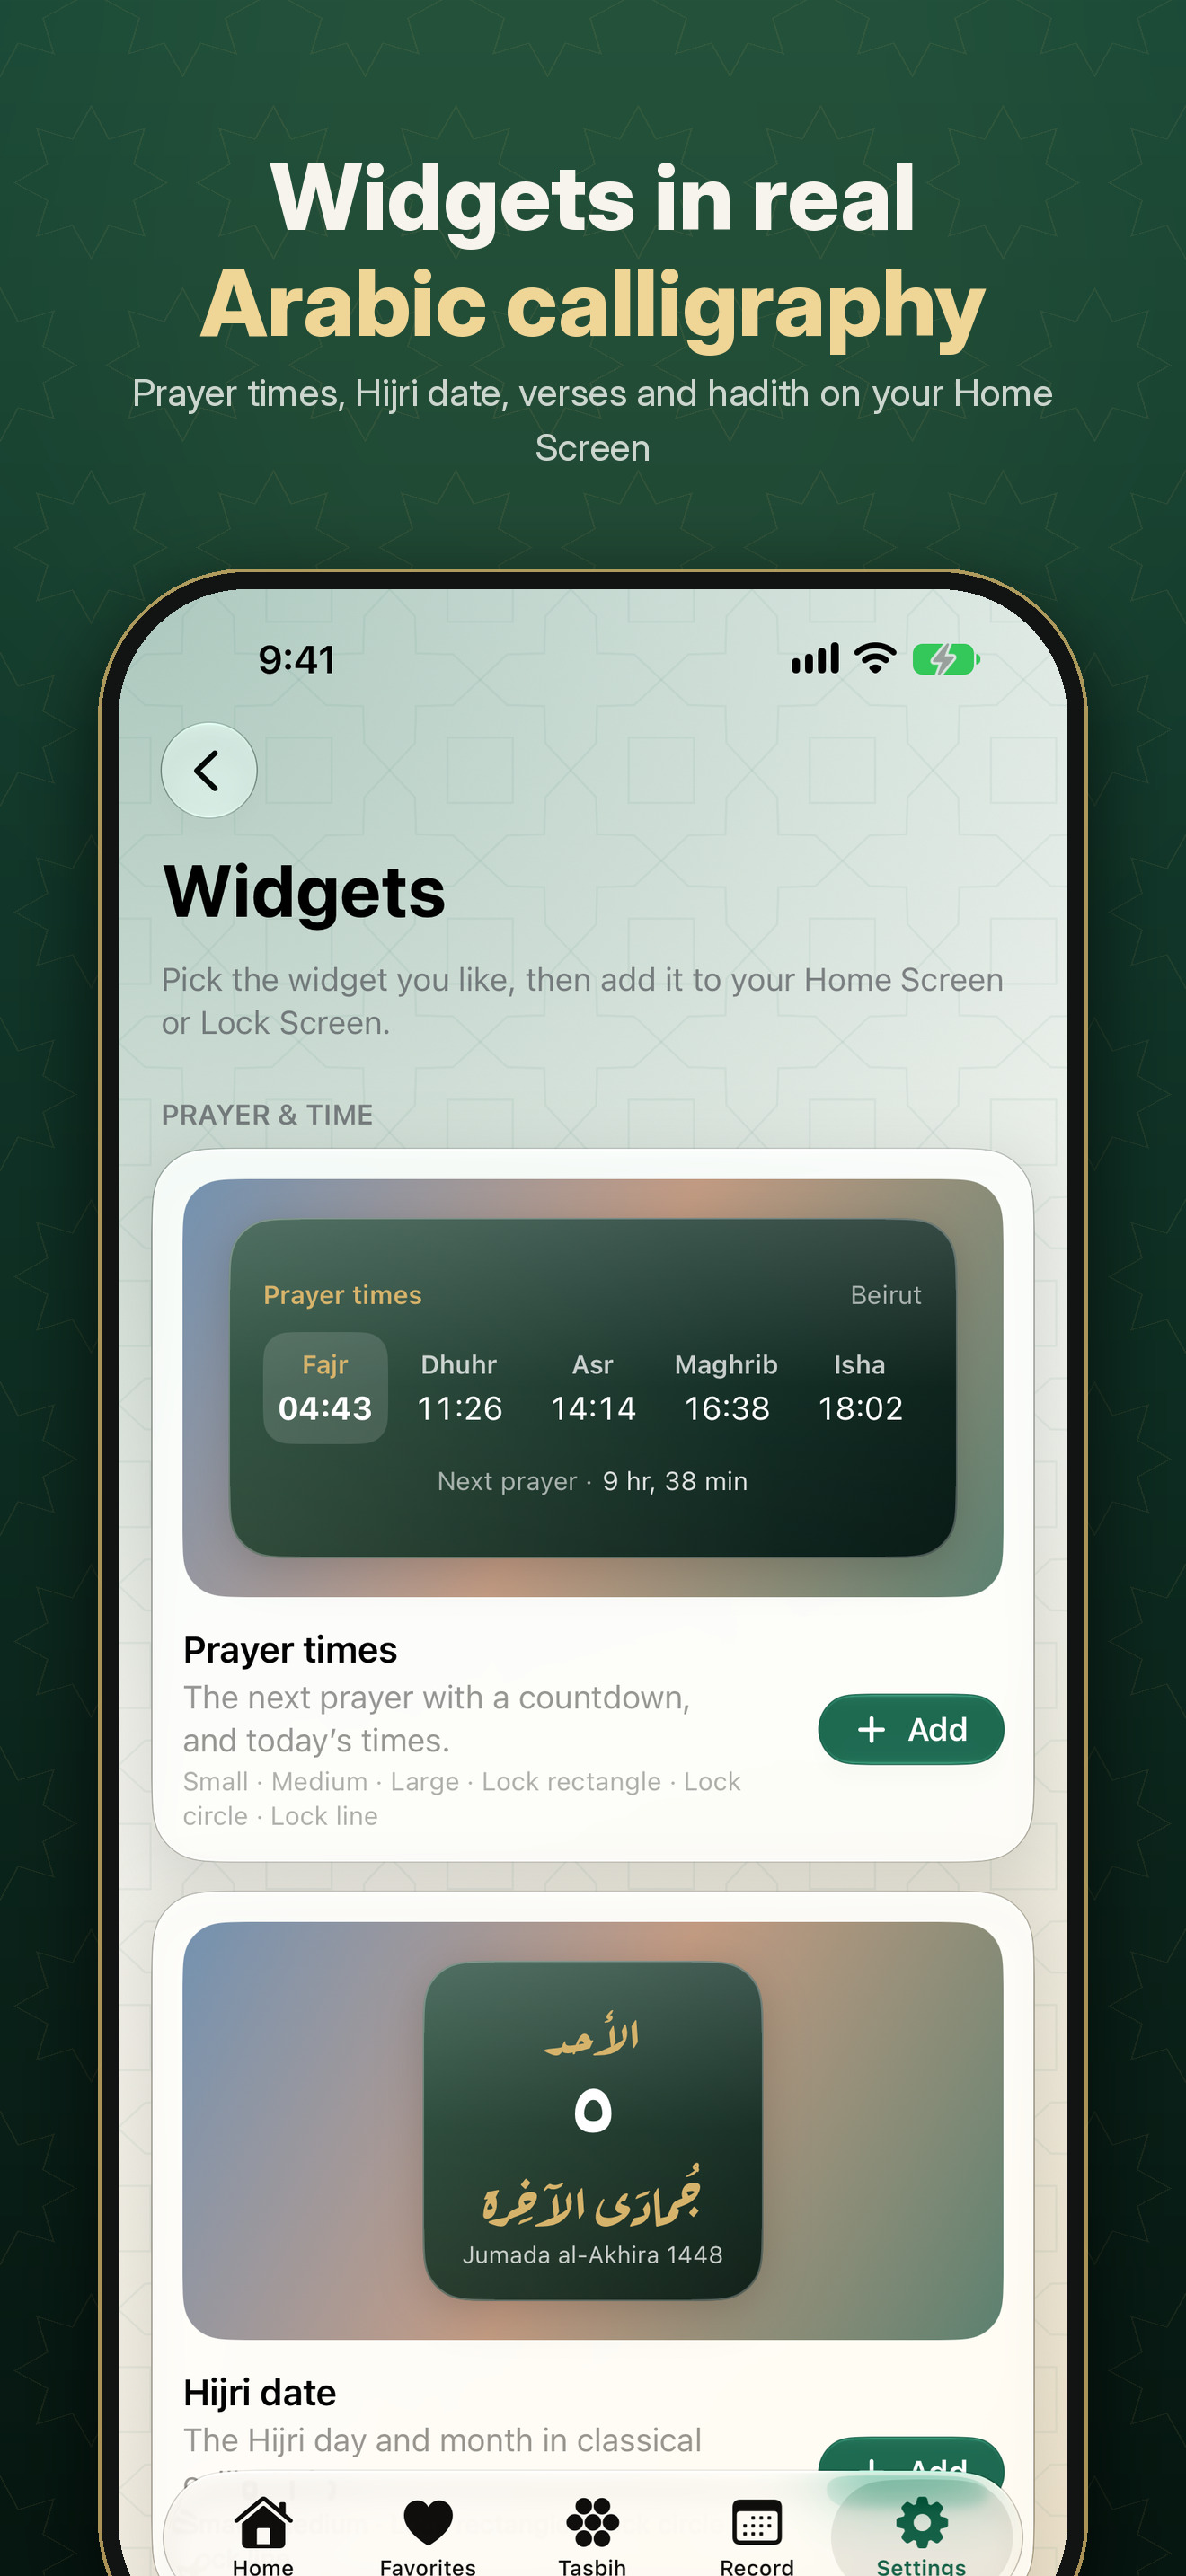 Widgets in real
Arabic calligraphy
Prayer times, Hijri date, verses and hadith on your Home
Screen
9:41
Widgets
Pick the widget you like, then add it to your Home Screen
or Lock Screen.
PRAYER & TIME
Prayer times Beirut
Fajr Dhuhr Asr Maghrib Isha
04:43 11:26 14:14 16:38 18:02
Next prayer · 9 hr, 38 min
Prayer times
The next prayer with a countdown,
and today’s times.
+ Add
Small · Medium · Large · Lock rectangle · Lock
circle · Lock line
الأحد
٥
جُمادَى الآخِرة
Jumada al-Akhira 1448
Hijri date
The Hijri day and month in classical
+ Add
Home Favorites Tasbih Record Settings